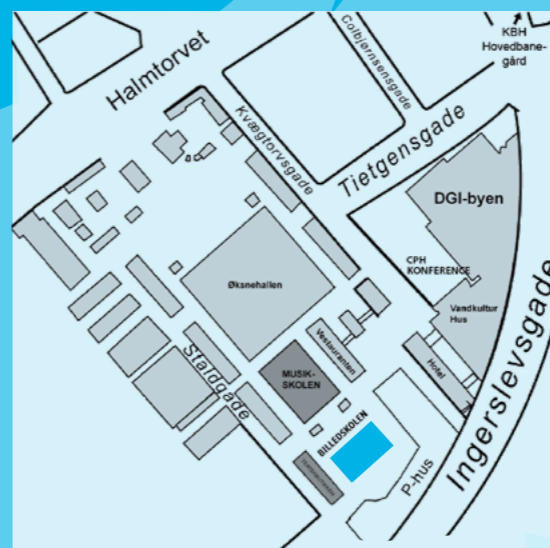 KBH
Hovedbane-
gård
Colbjørnsensgade
Halmtorvet
Kvægtorvsgade
Tietgensgade
DGI-byen
CPH
KONFERENCE
Øksnehallen
Vandkultur
Hus
Ingerslevsgade
Vestauranten
Hotel
Staldgade
MUSIK-
SKOLEN
BILLEDSKOLEN
P-hus